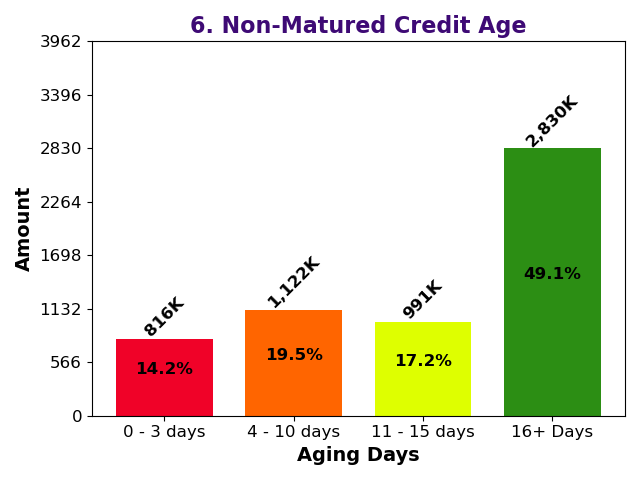 6. Non-Matured Credit Age
3962
3396
2830
2264
1698
1132
566
0
Amount
816K
1,122K
991K
2,830K
14.2%
19.5%
17.2%
49.1%
0 - 3 days
4 - 10 days
11 - 15 days
16+ Days
Aging Days